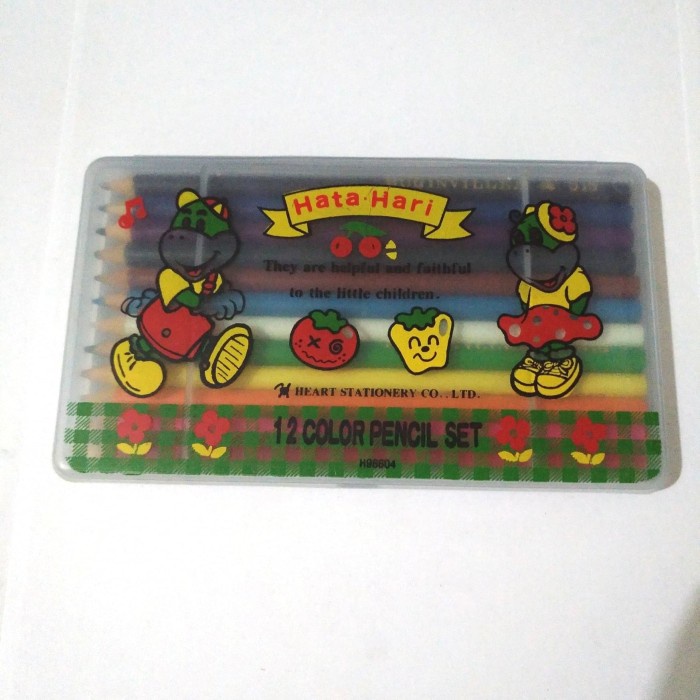 Hata·Hari
They are helpful and faithful
to the little children.
HEART STATIONERY CO.. LTD.
12 COLOR PENCIL SET
H96604